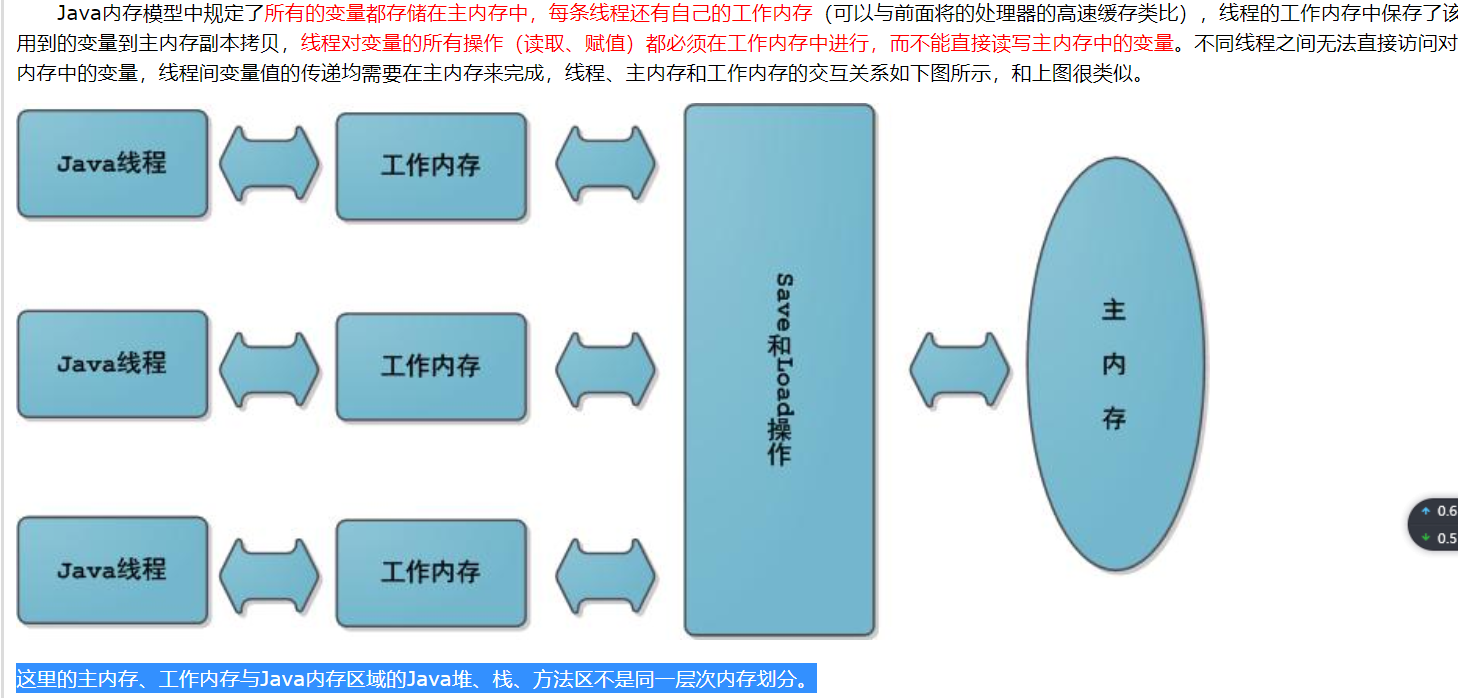 Java内存模型中规定了所有的变量都存储在主内存中，每条线程还有自己的工作内存（可以与前面将的处理器的高速缓存类比），线程的工作内存中保存了该
用到的变量到主内存副本拷贝，线程对变量的所有操作（读取、赋值）都必须在工作内存中进行，而不能直接读写主内存中的变量。不同线程之间无法直接访问对
内存中的变量，线程间变量值的传递均需要在主内存来完成，线程、主内存和工作内存的交互关系如下图所示，和上图很类似。
Java线程
工作内存
Java线程
工作内存
Java线程
工作内存
Save和Load操作
主内存
0.6
0.5
这里的主内存、工作内存与Java内存区域的Java堆、栈、方法区不是同一层次内存划分。